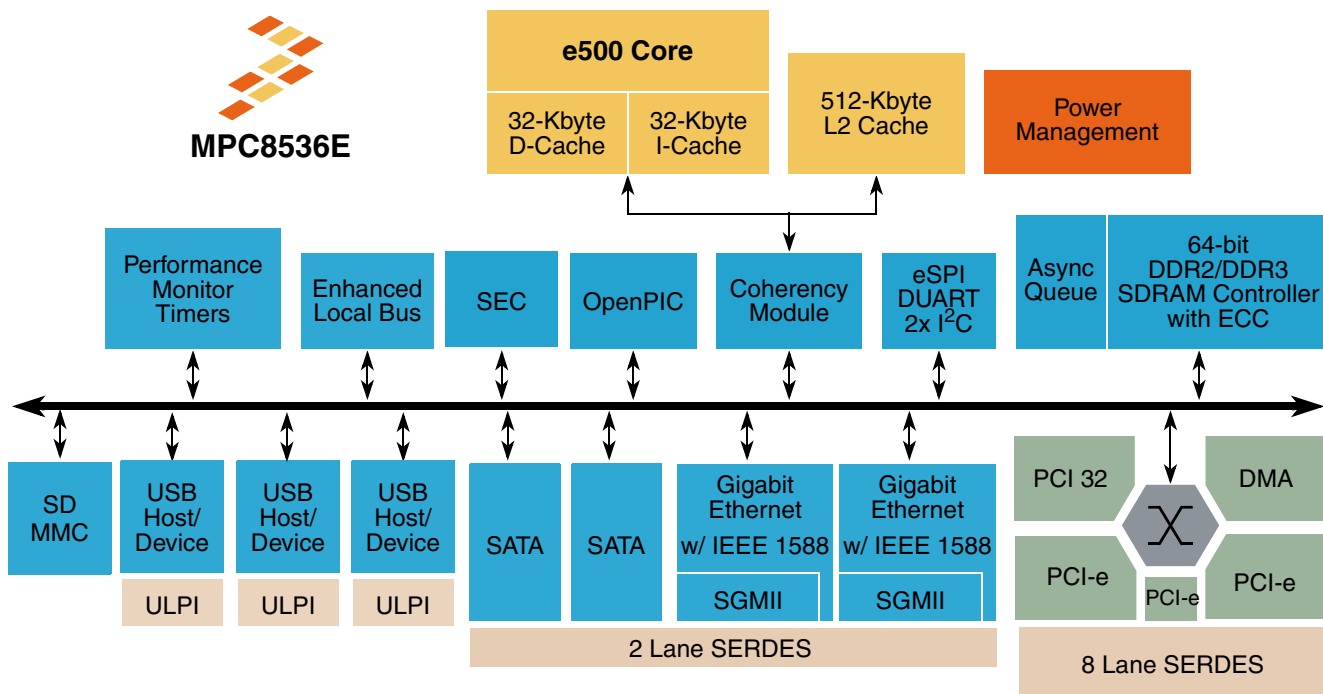 MPC8536E
e500 Core
32-Kbyte
D-Cache
32-Kbyte
I-Cache
512-Kbyte
L2 Cache
Power
Management
Performance
Monitor
Timers
Enhanced
Local Bus
SEC
OpenPIC
Coherency
Module
eSPI
DUART
2x I²C
Async
Queue
64-bit
DDR2/DDR3
SDRAM Controller
with ECC
SD
MMC
USB
Host/
Device
ULPI
USB
Host/
Device
ULPI
USB
Host/
Device
ULPI
SATA
SATA
Gigabit
Ethernet
w/ IEEE 1588
SGMII
Gigabit
Ethernet
w/ IEEE 1588
SGMII
2 Lane SERDES
PCI 32
DMA
PCI-e
PCI-e
PCI-e
8 Lane SERDES